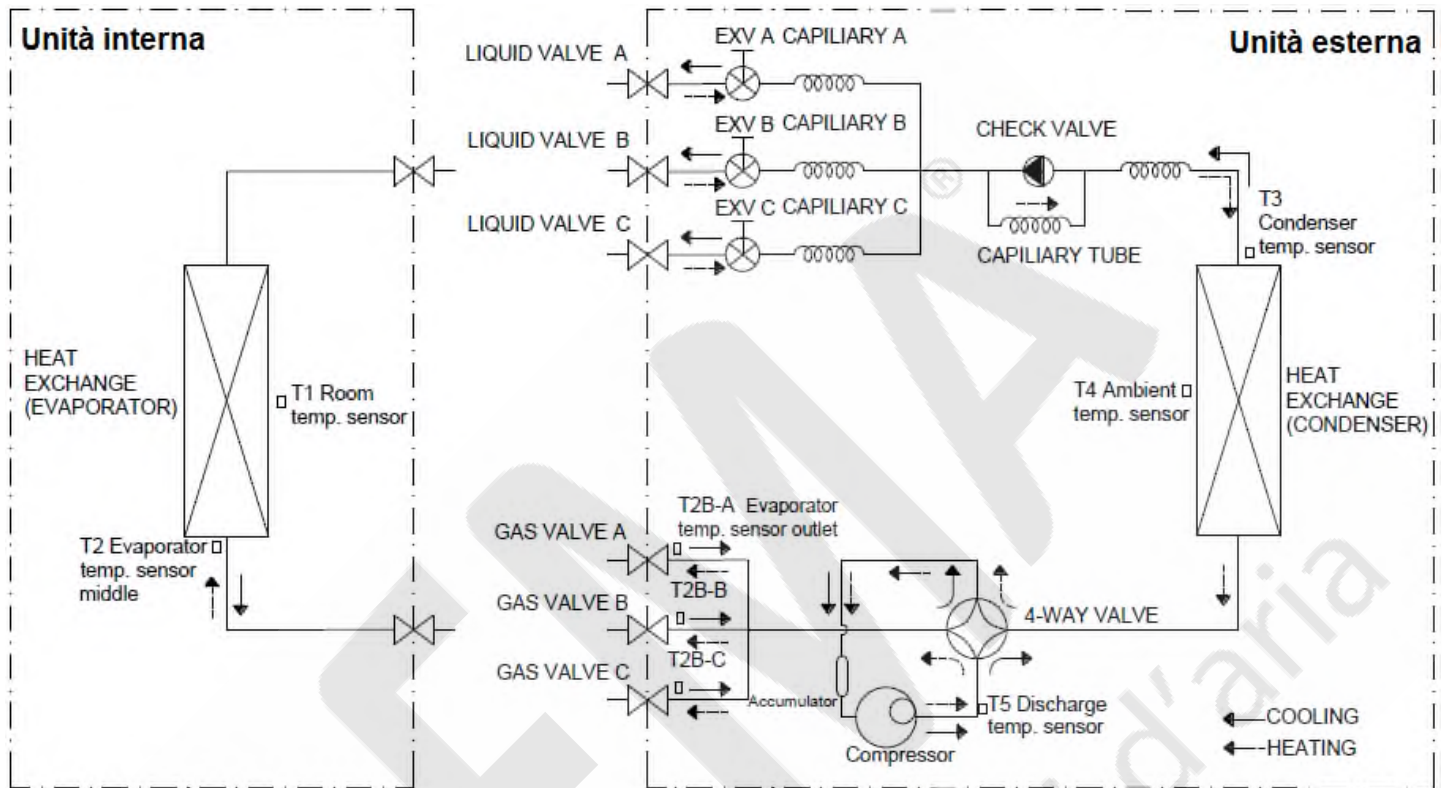 Unità interna
Unità esterna
LIQUID VALVE A
EXV A CAPILIARY A
LIQUID VALVE B
EXV B CAPILIARY B
CHECK VALVE
LIQUID VALVE C
EXV C CAPILIARY C
CAPILIARY TUBE
T3
Condenser
temp. sensor
HEAT
EXCHANGE
(EVAPORATOR)
T1 Room
temp. sensor
T4 Ambient
temp. sensor
HEAT
EXCHANGE
(CONDENSER)
T2 Evaporator
temp. sensor
middle
GAS VALVE A
T2B-A Evaporator
temp. sensor outlet
GAS VALVE B
T2B-B
4-WAY VALVE
GAS VALVE C
T2B-C
Accumulator
Compressor
T5 Discharge
temp. sensor
COOLING
HEATING
EMA
®
d'aria